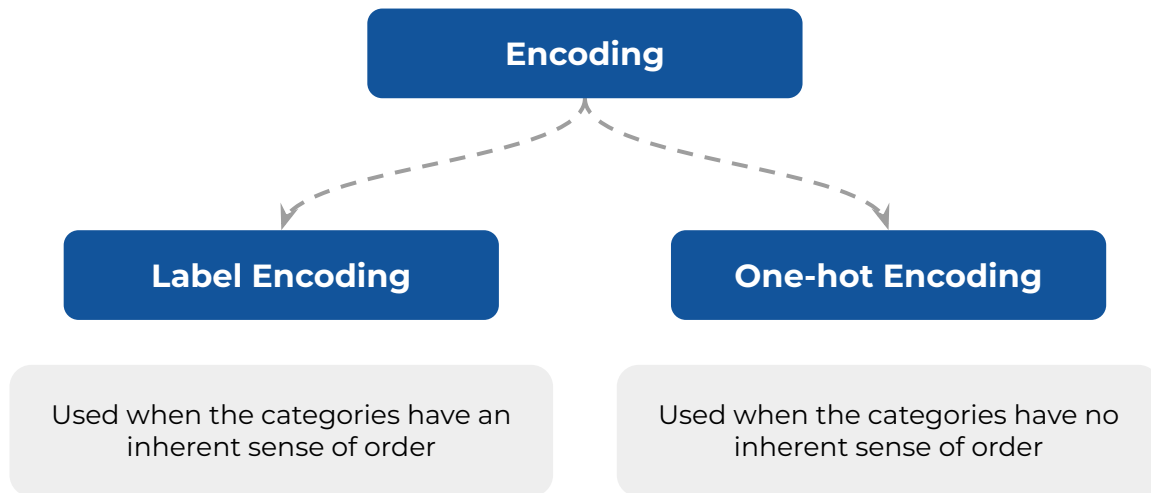 Encoding
Label Encoding
One-hot Encoding
Used when the categories have an
inherent sense of order
Used when the categories have no
inherent sense of order